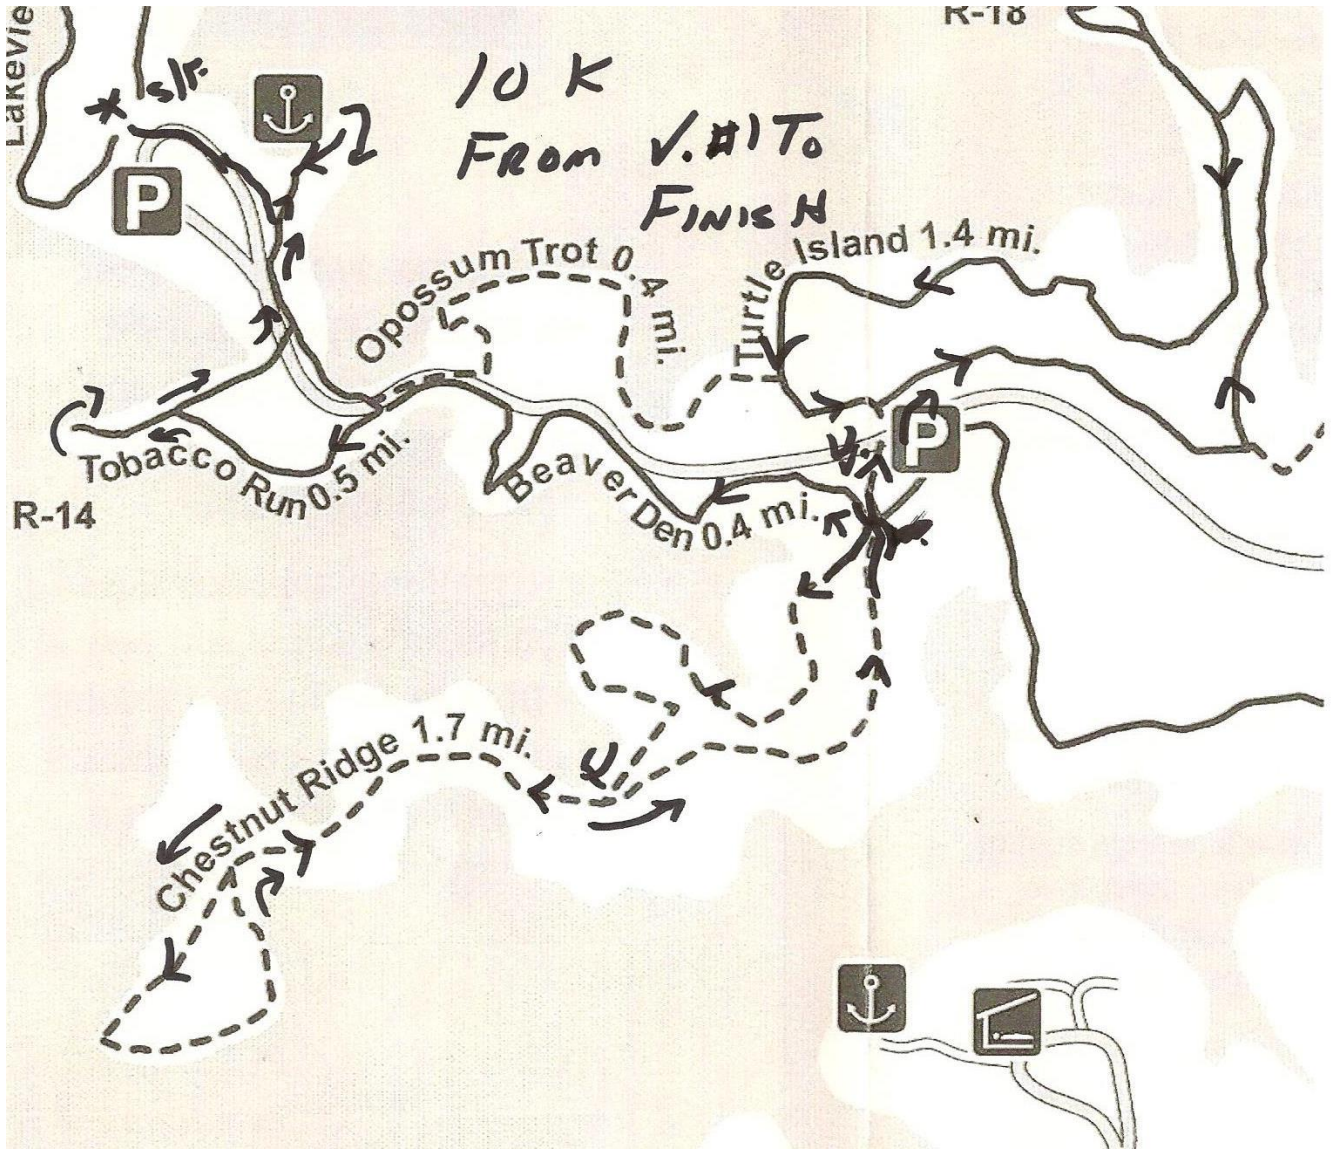 Lakevie
R-18
S/F.
10 K
FROM V. #1 TO
FINISH
P
Opossum Trot 0.4 mi.
Turtle Island 1.4 mi.
P
Tobacco Run 0.5 mi.
R-14
Beaver Den 0.4 mi.
Chestnut Ridge 1.7 mi.